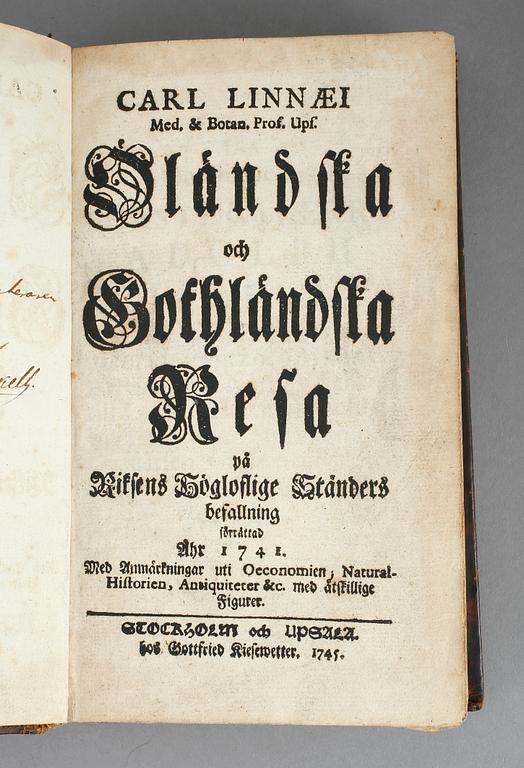 CARL LINNÆI
Med. & Botan. Prof. Ups.
Öländska
och
Gothländska
Resa
på
Riksens Högloflige Ständers
befallning
förrättad
Åhr 1741.
Med Anmärkningar uti Oeconomien, Natural-
Historien, Antiquiteter &c. med åtskillige
Figurer.
STOCKHOLM och UPSALA.
hos Gottfried Kiesewetter. 1745.